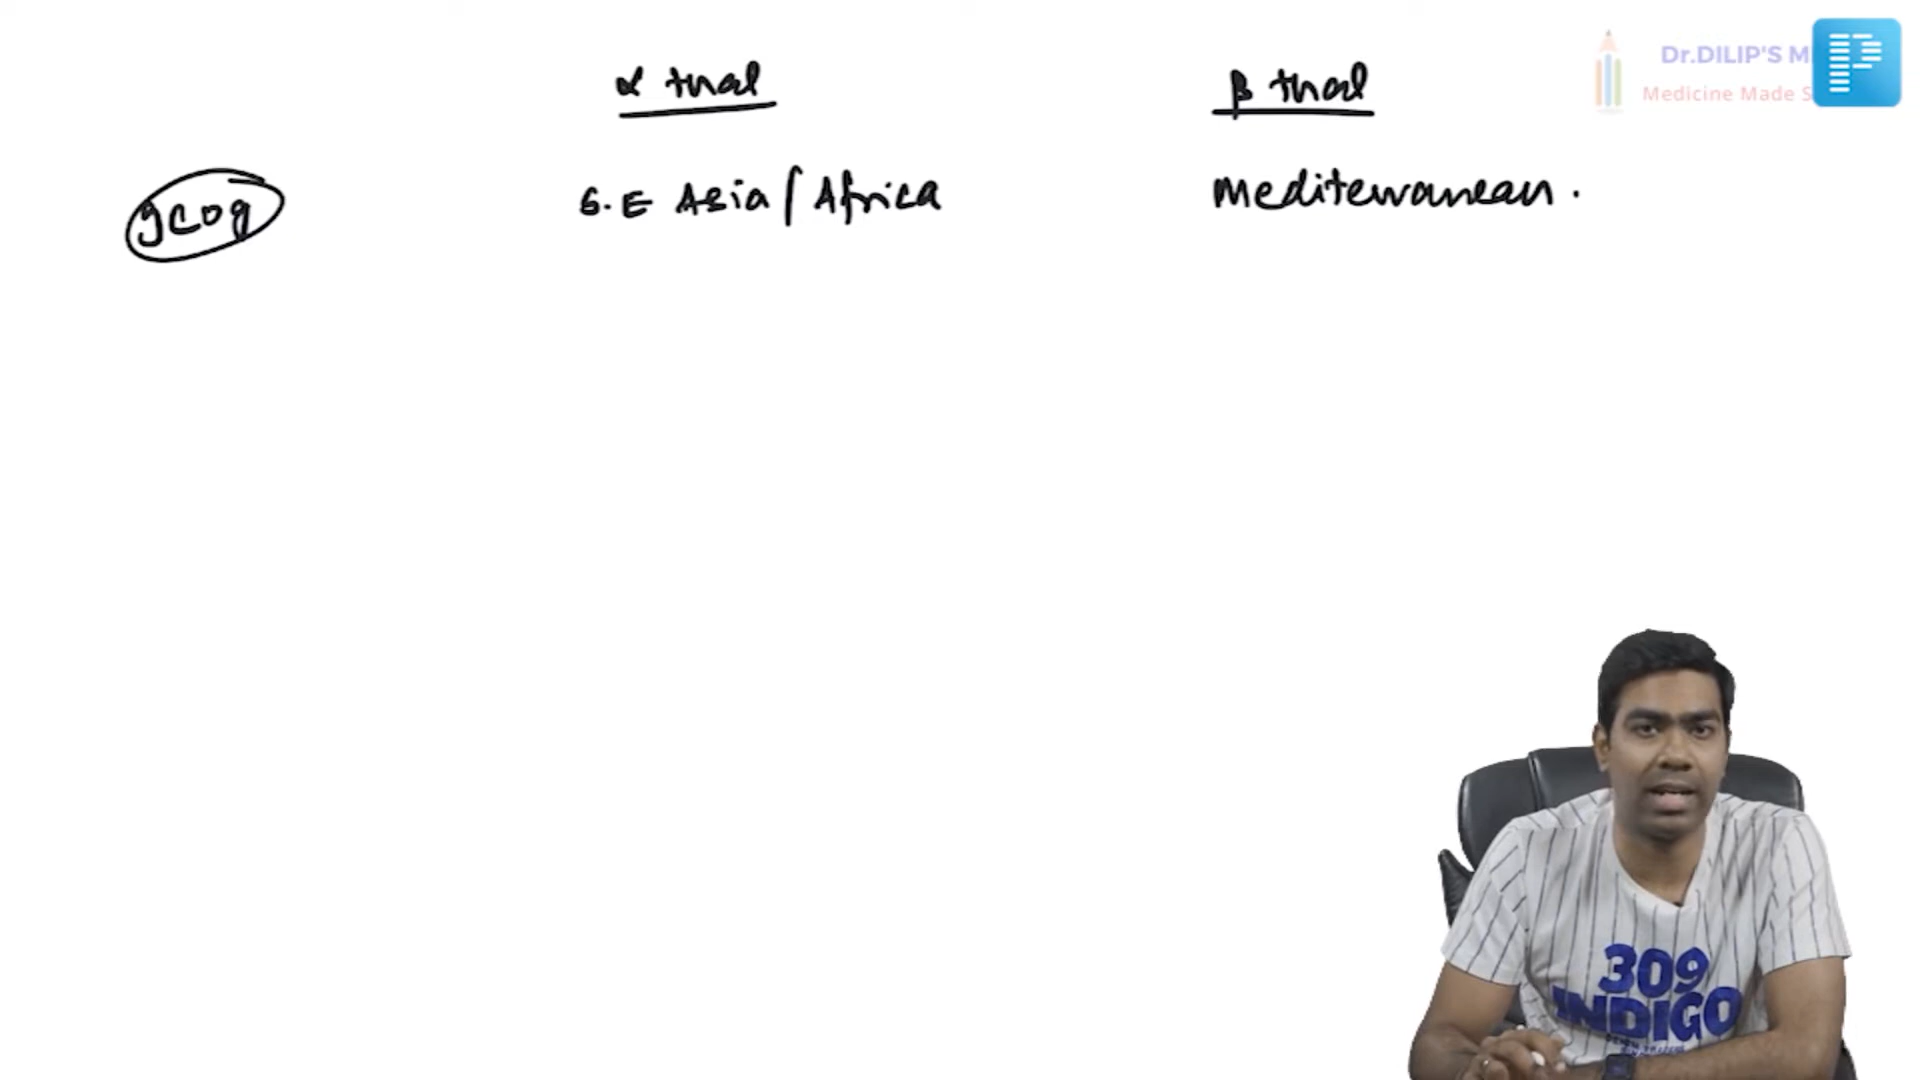 α thal
β thal
Dr.DILIP'S M
Medicine Made S
geog
S.E Asia / Africa
Mediterranean.
309
INDIGO